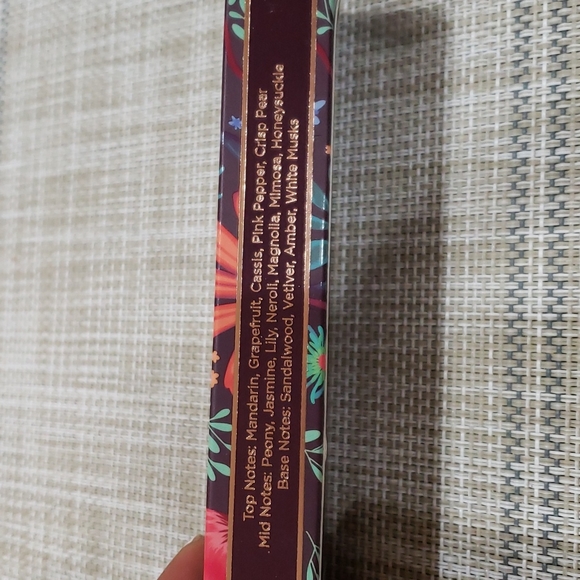 Top Notes: Mandarin, Grapefruit, Cassis, Pink Pepper, Crisp Pear
Mid Notes: Peony, Jasmine, Lily, Neroli, Magnolia, Mimosa, Honeysuckle
Base Notes: Sandalwood, Vetiver, Amber, White Musks